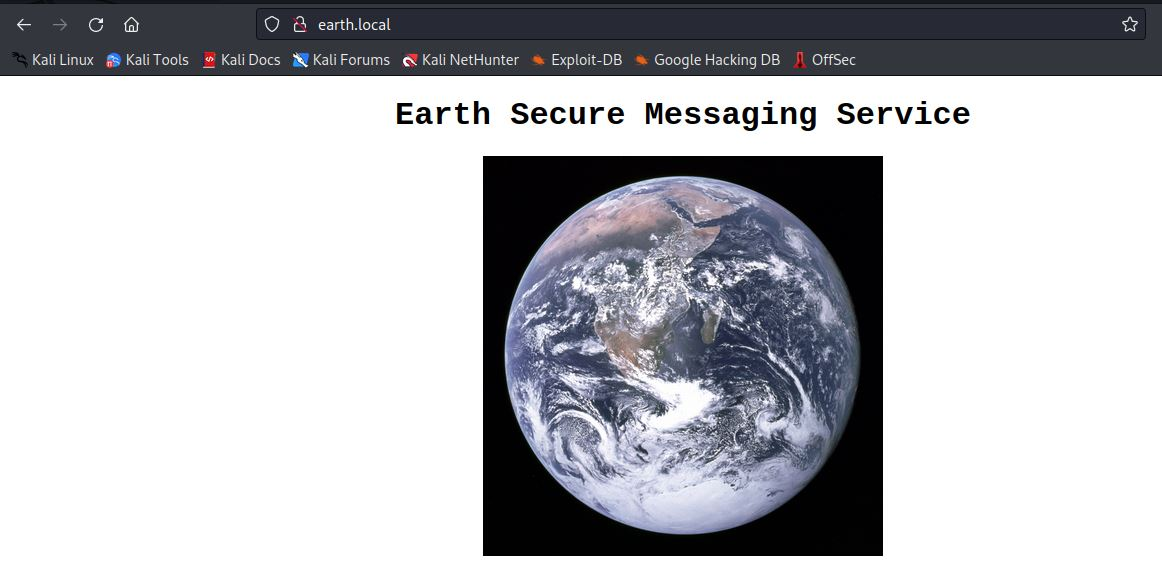 earth.local
Kali Linux Kali Tools Kali Docs Kali Forums Kali NetHunter Exploit-DB Google Hacking DB OffSec
Earth Secure Messaging Service